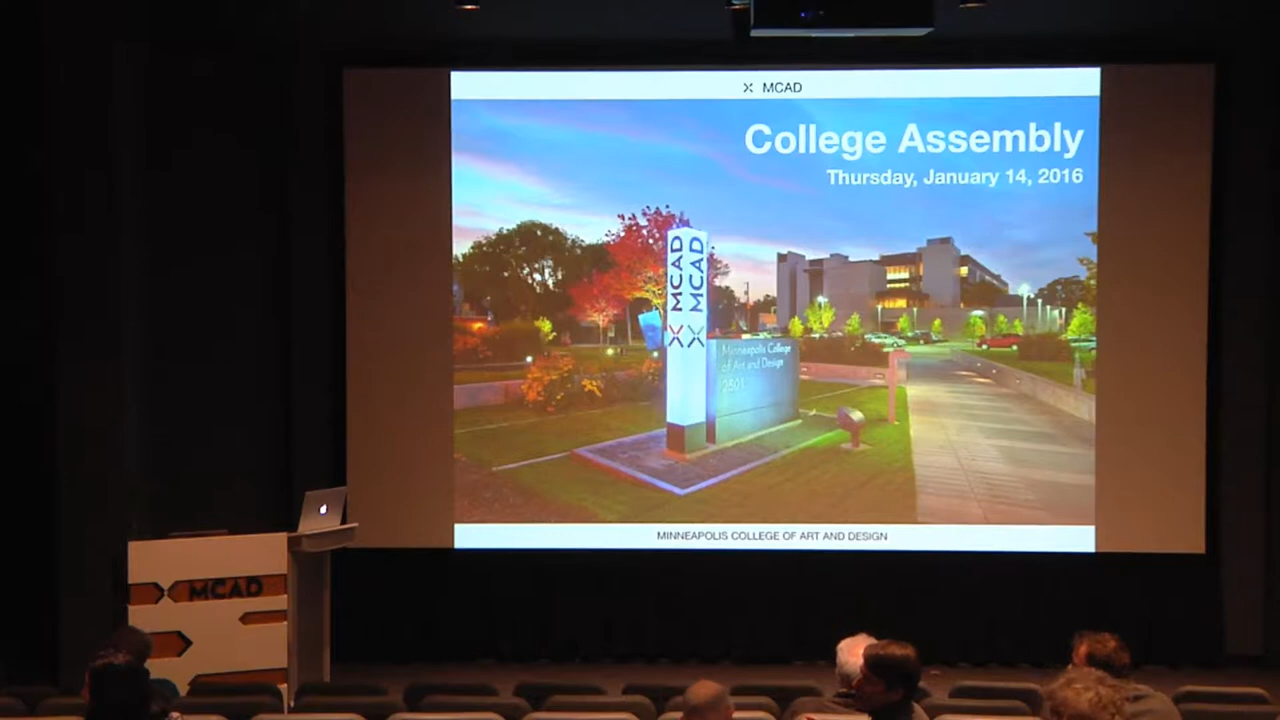 MCAD
College Assembly
Thursday, January 14, 2016
MCAD
MCAD
Minneapolis College
of Art and Design
2501
MINNEAPOLIS COLLEGE OF ART AND DESIGN
MCAD